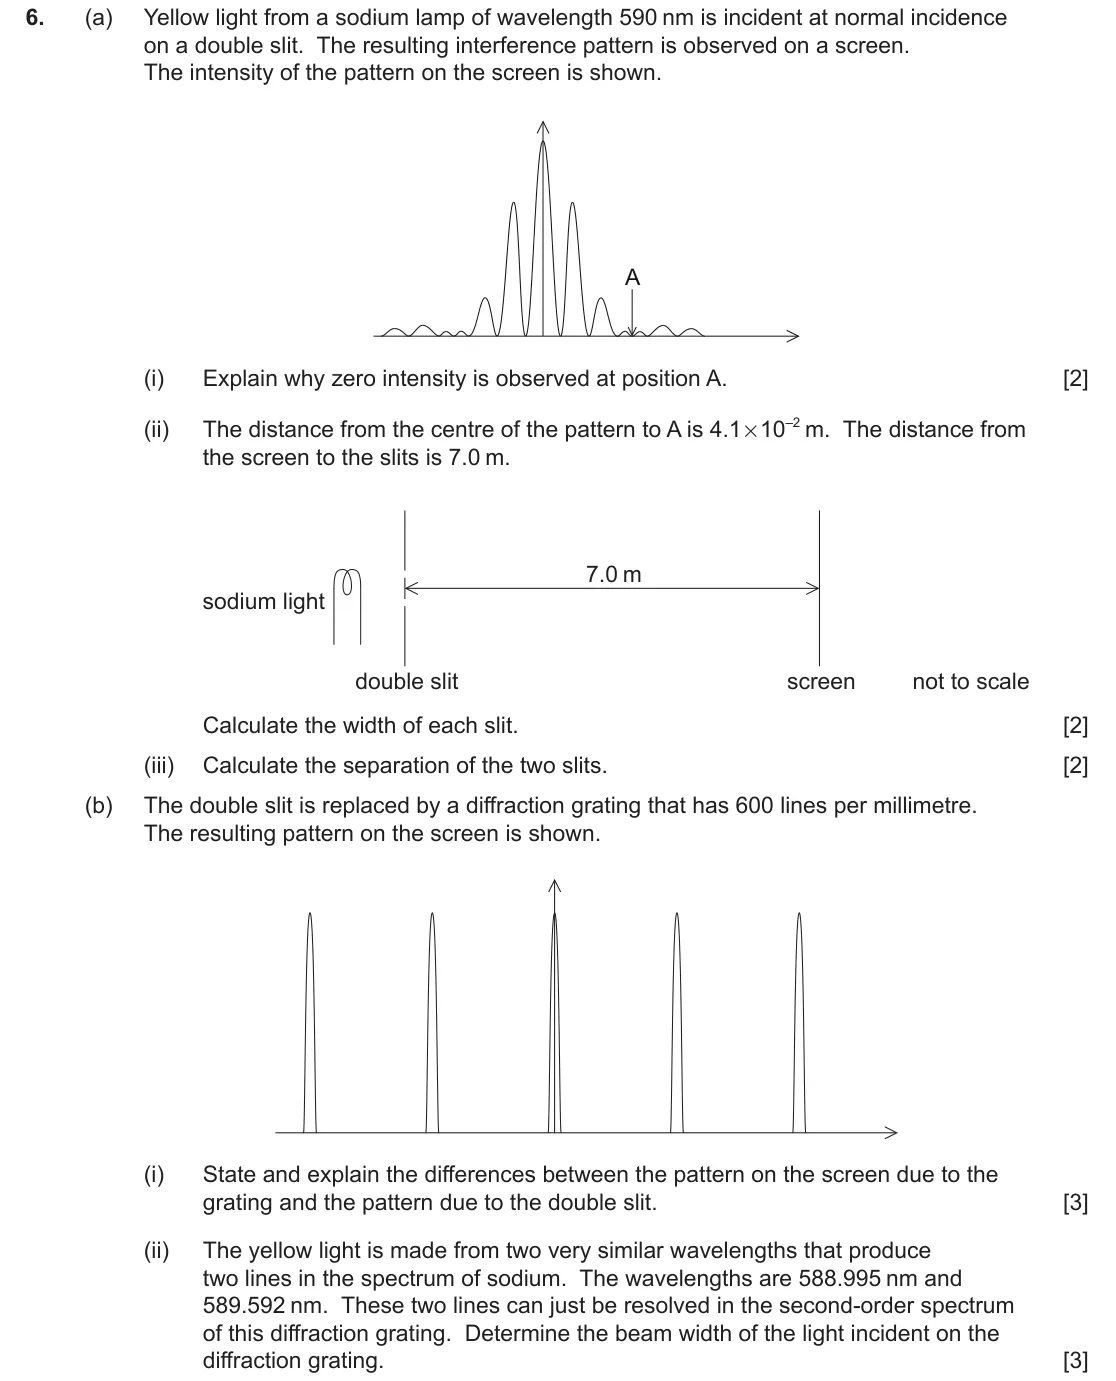 6. (a) Yellow light from a sodium lamp of wavelength 590 nm is incident at normal incidence
on a double slit. The resulting interference pattern is observed on a screen.
The intensity of the pattern on the screen is shown.
A
(i) Explain why zero intensity is observed at position A. [2]
(ii) The distance from the centre of the pattern to A is 4.1×10⁻² m. The distance from
the screen to the slits is 7.0 m.
7.0 m
sodium light
double slit screen not to scale
Calculate the width of each slit. [2]
(iii) Calculate the separation of the two slits. [2]
(b) The double slit is replaced by a diffraction grating that has 600 lines per millimetre.
The resulting pattern on the screen is shown.
(i) State and explain the differences between the pattern on the screen due to the
grating and the pattern due to the double slit. [3]
(ii) The yellow light is made from two very similar wavelengths that produce
two lines in the spectrum of sodium. The wavelengths are 588.995 nm and
589.592 nm. These two lines can just be resolved in the second-order spectrum
of this diffraction grating. Determine the beam width of the light incident on the
diffraction grating. [3]